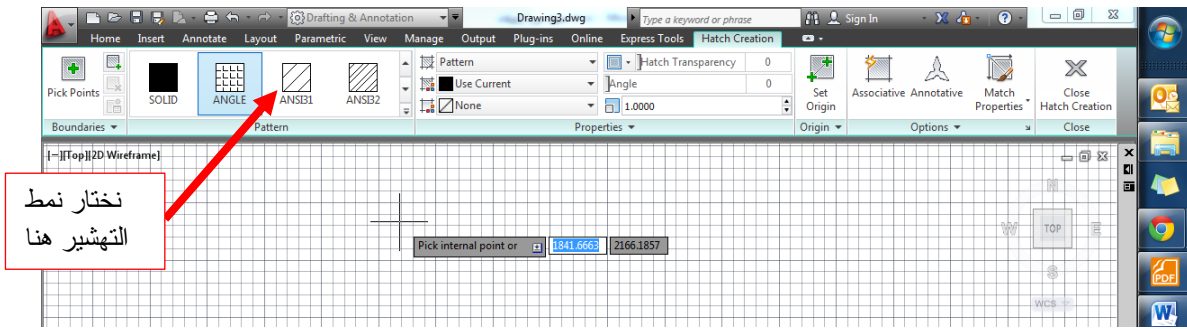 Drafting & Annotation Drawing3.dwg Type a keyword or phrase Sign In
Home Insert Annotate Layout Parametric View Manage Output Plug-ins Online Express Tools Hatch Creation
Pattern Hatch Transparency 0
Use Current Angle 0
None 1.0000
Pick Points SOLID ANGLE ANSI31 ANSI32 Set Origin Associative Annotative Match Properties Close Hatch Creation
Boundaries Pattern Properties Origin Options Close
[−][Top][2D Wireframe]
نختار نمط
التهشير هنا
Pick internal point or 1841.6663 2166.1857
N
W TOP E
S
WCS
PDF
W